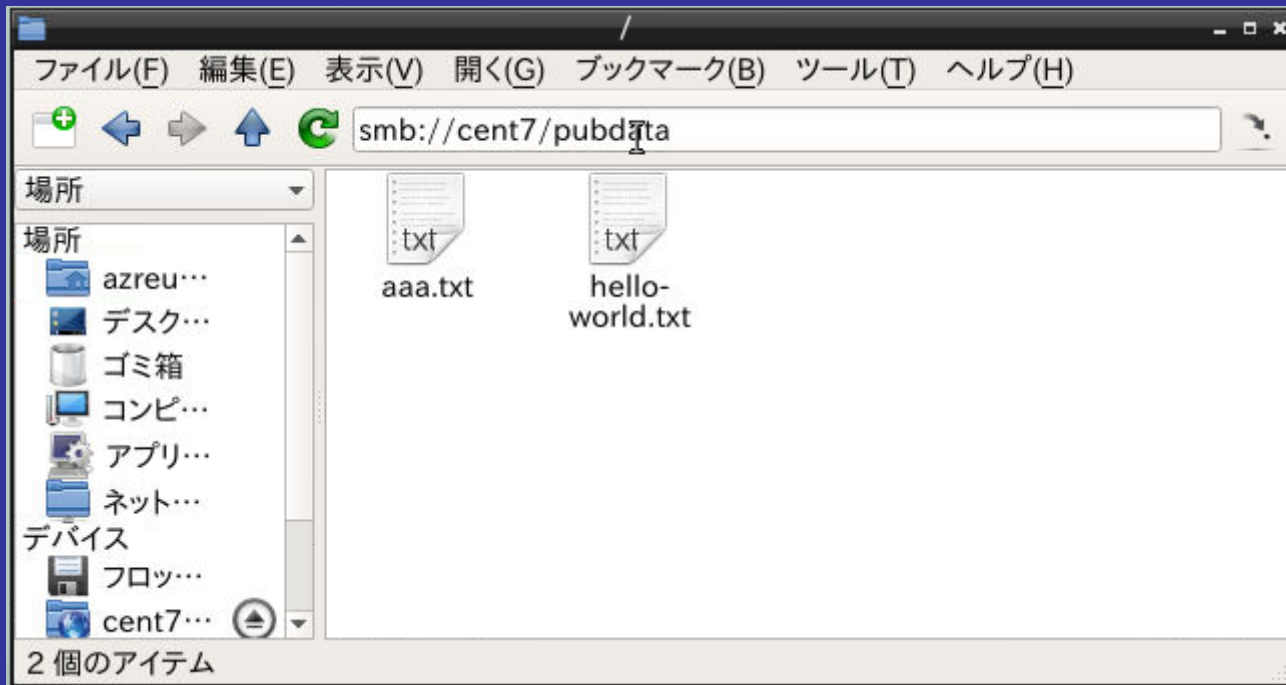 /
ファイル(F) 編集(E) 表示(V) 開く(G) ブックマーク(B) ツール(T) ヘルプ(H)
smb://cent7/pubdata
場所
場所
azreu…
デスク…
ゴミ箱
コンピ…
アプリ…
ネット…
デバイス
フロッ…
cent7…
txt
aaa.txt
txt
hello-
world.txt
2 個のアイテム